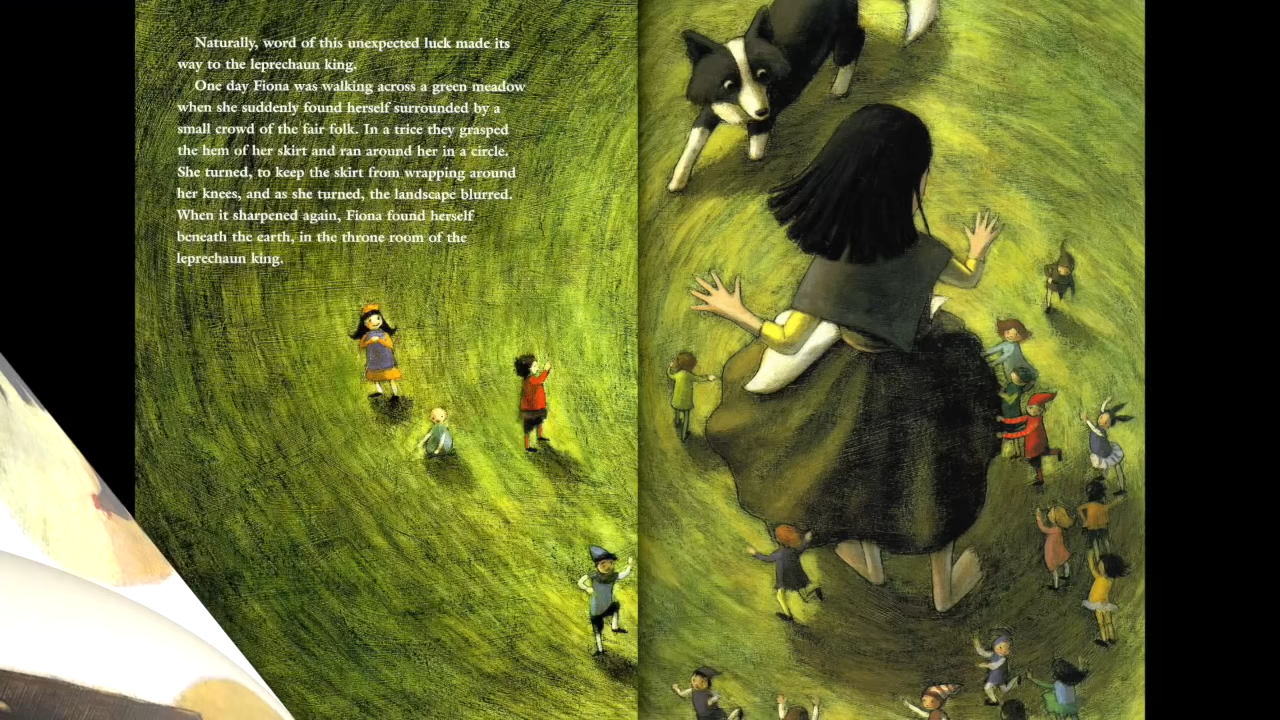 Naturally, word of this unexpected luck made its
way to the leprechaun king.
One day Fiona was walking across a green meadow
when she suddenly found herself surrounded by a
small crowd of the fair folk. In a trice they grasped
the hem of her skirt and ran around her in a circle.
She turned, to keep the skirt from wrapping around
her knees, and as she turned, the landscape blurred.
When it sharpened again, Fiona found herself
beneath the earth, in the throne room of the
leprechaun king.